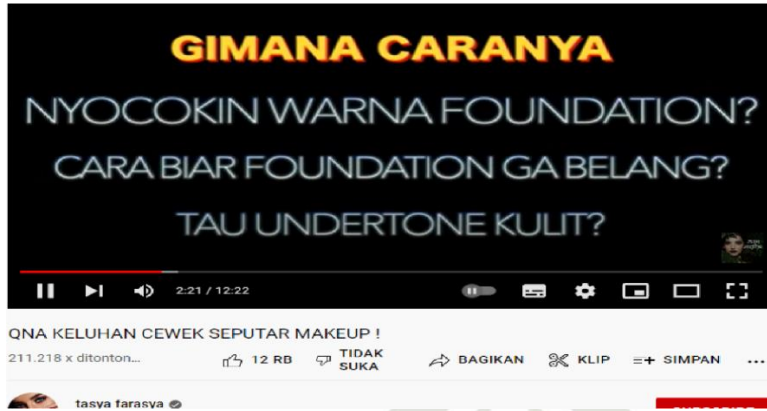 GIMANA CARANYA
NYOCOKIN WARNA FOUNDATION?
CARA BIAR FOUNDATION GA BELANG?
TAU UNDERTONE KULIT?
2:21 / 12:22
QNA KELUHAN CEWEK SEPUTAR MAKEUP !
211.218 x ditonton... 12 RB TIDAK SUKA BAGIKAN KLIP SIMPAN ...
tasya farasya